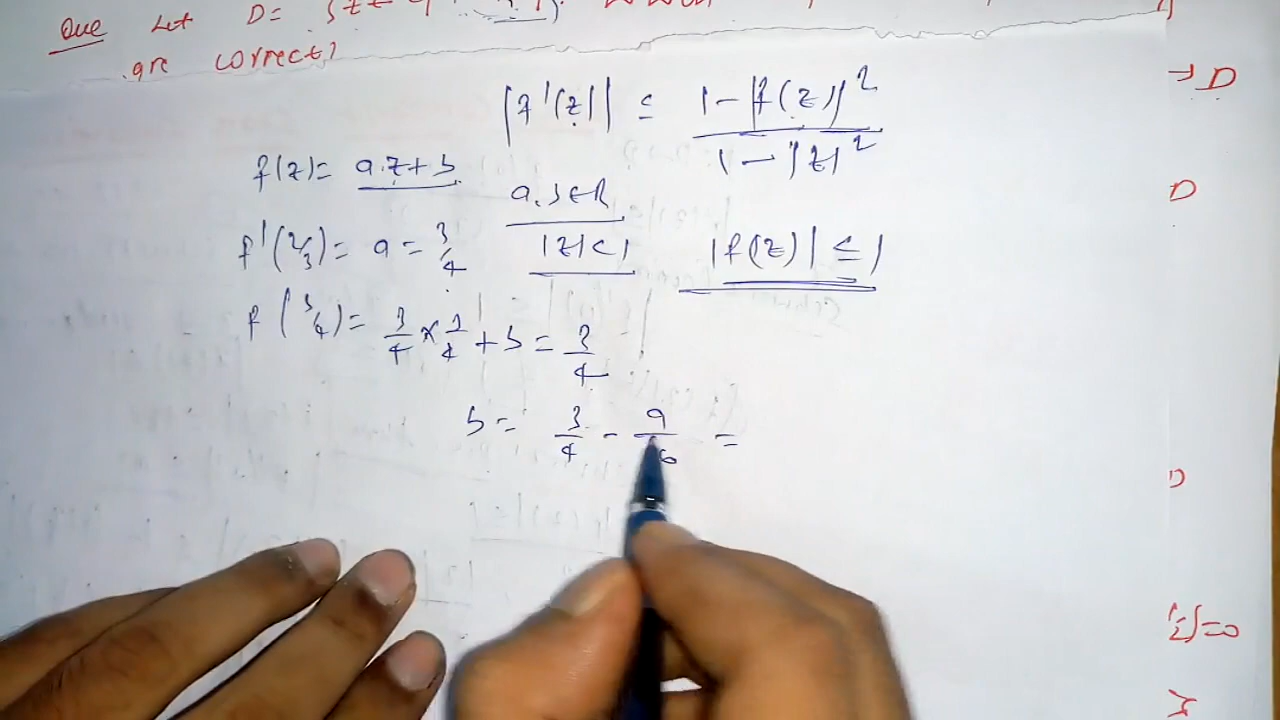 Que Let D= {z
are correct?
|f'(z)| ≤ 1-|f(z)|² / 1-|z|²
→ D
f(z)= a.z+b
a.b∈R
D
f'(2/3)= a = 3/4
|z|<1
|f(z)| ≤ 1
f(3/4)= 3/4 × 3/4 + b = 3/4
b = 3/4 - 9/16 =
D
)=0